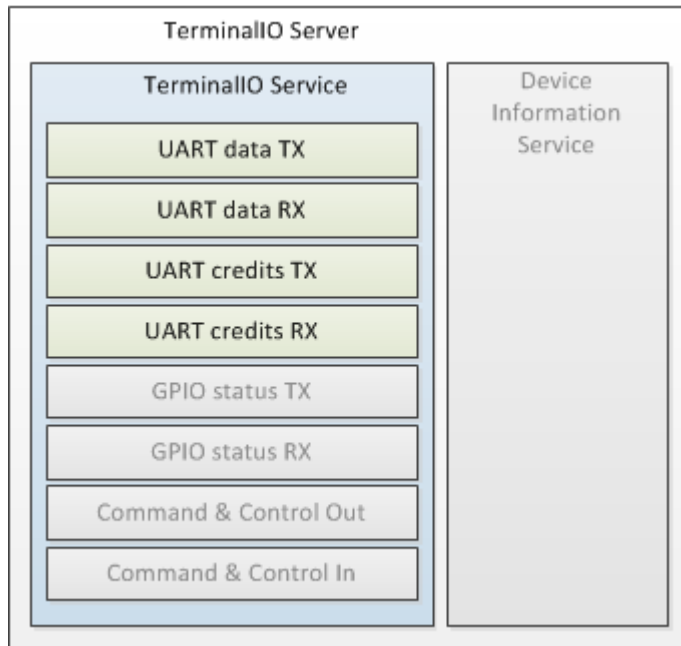 TerminalIO Server
TerminalIO Service
UART data TX
UART data RX
UART credits TX
UART credits RX
GPIO status TX
GPIO status RX
Command & Control Out
Command & Control In
Device
Information
Service